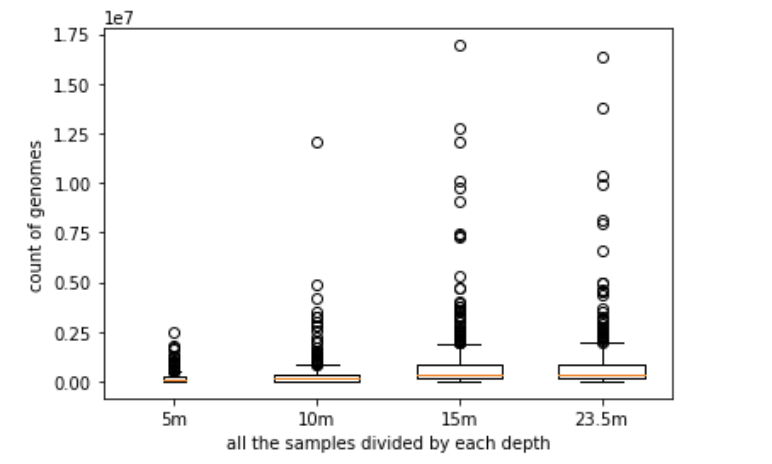 1e7
1.75
1.50
1.25
1.00
0.75
0.50
0.25
0.00
count of genomes
5m 10m 15m 23.5m
all the samples divided by each depth